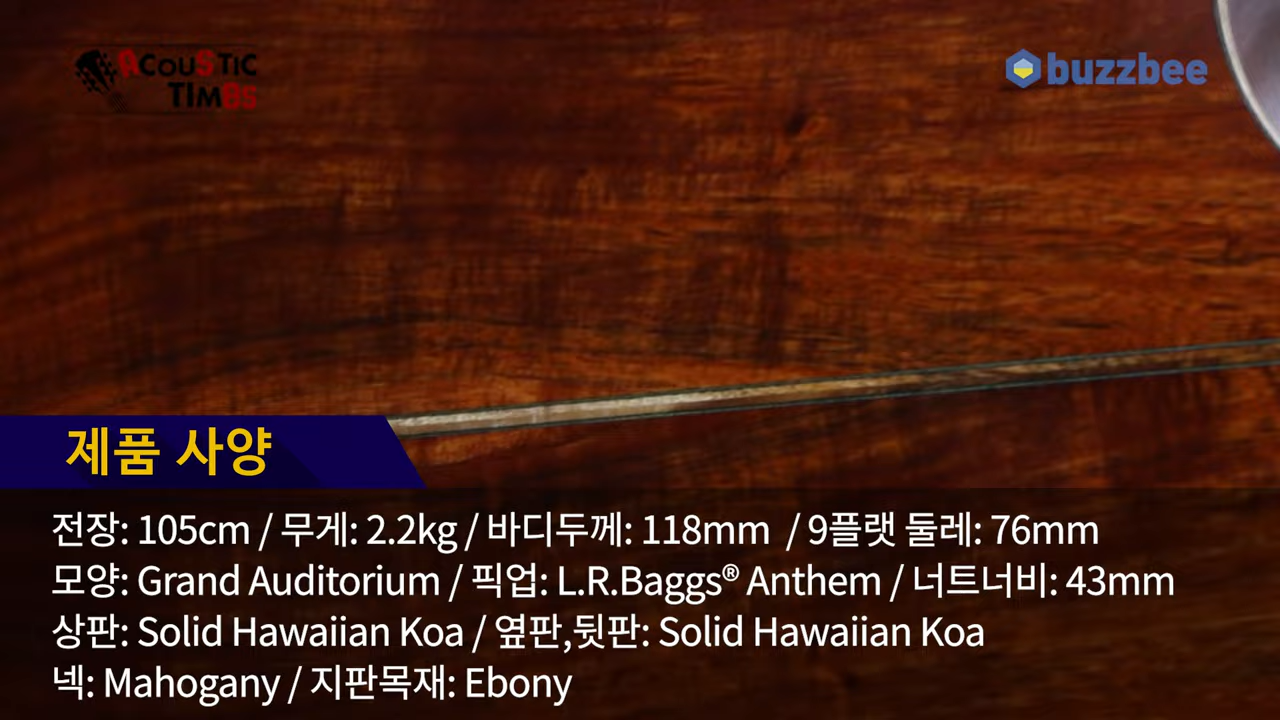 AcouStic
TimBs
buzzbee
제품 사양
전장: 105cm / 무게: 2.2kg / 바디두께: 118mm / 9플랫 둘레: 76mm
모양: Grand Auditorium / 픽업: L.R.Baggs® Anthem / 너트너비: 43mm
상판: Solid Hawaiian Koa / 옆판,뒷판: Solid Hawaiian Koa
넥: Mahogany / 지판목재: Ebony